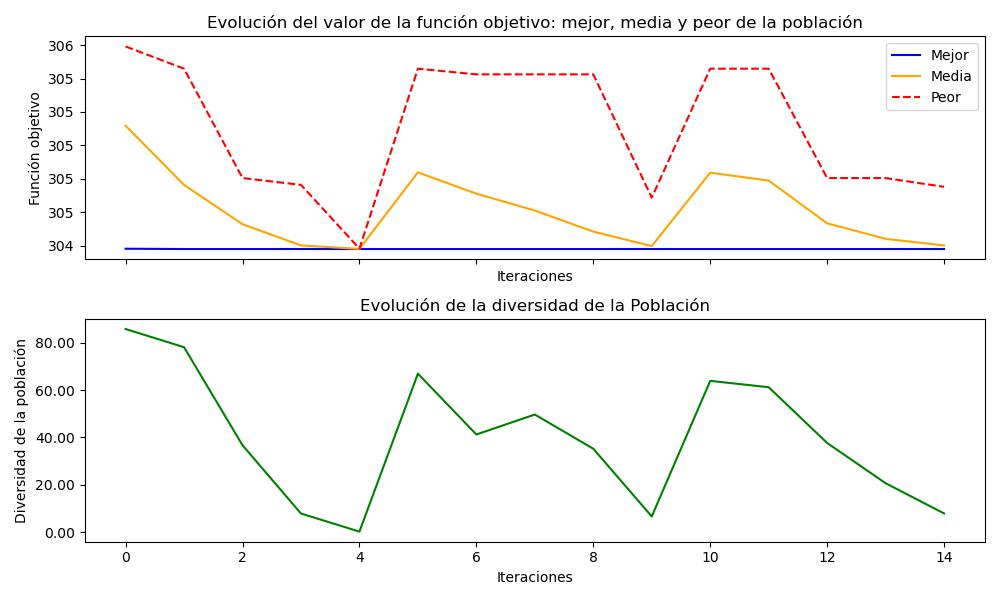 Evolución del valor de la función objetivo: mejor, media y peor de la población
306
305
305
305
305
305
304
Función objetivo
Mejor
Media
Peor
Iteraciones
Evolución de la diversidad de la Población
80.00
60.00
40.00
20.00
0.00
Diversidad de la población
0 2 4 6 8 10 12 14
Iteraciones